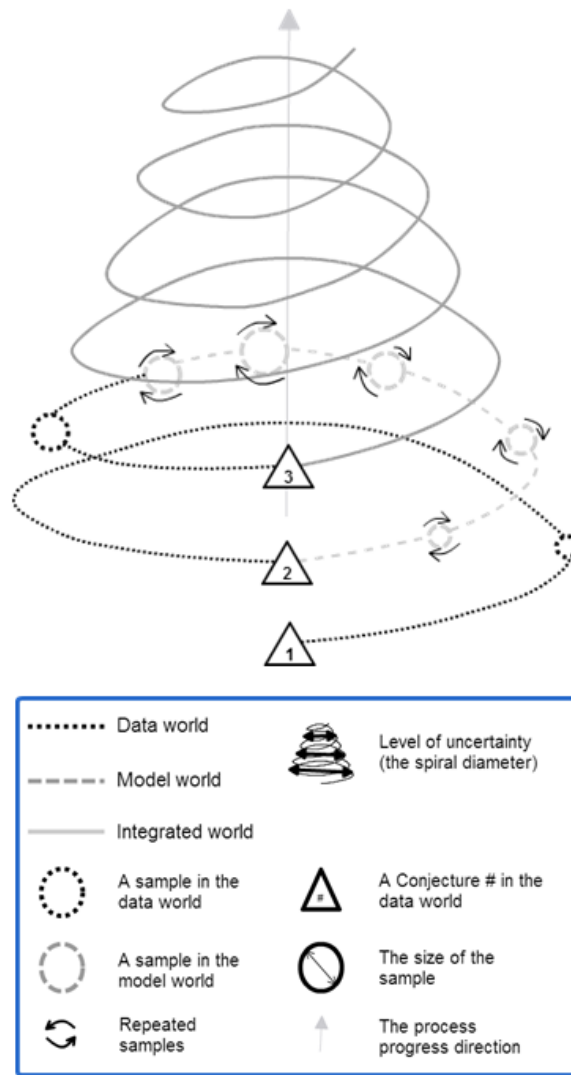 3
2
1
Data world
Model world
Integrated world
A sample in the
data world
A sample in the
model world
Repeated
samples
Level of uncertainty
(the spiral diameter)
#
A Conjecture # in the
data world
The size of the
sample
The process
progress direction